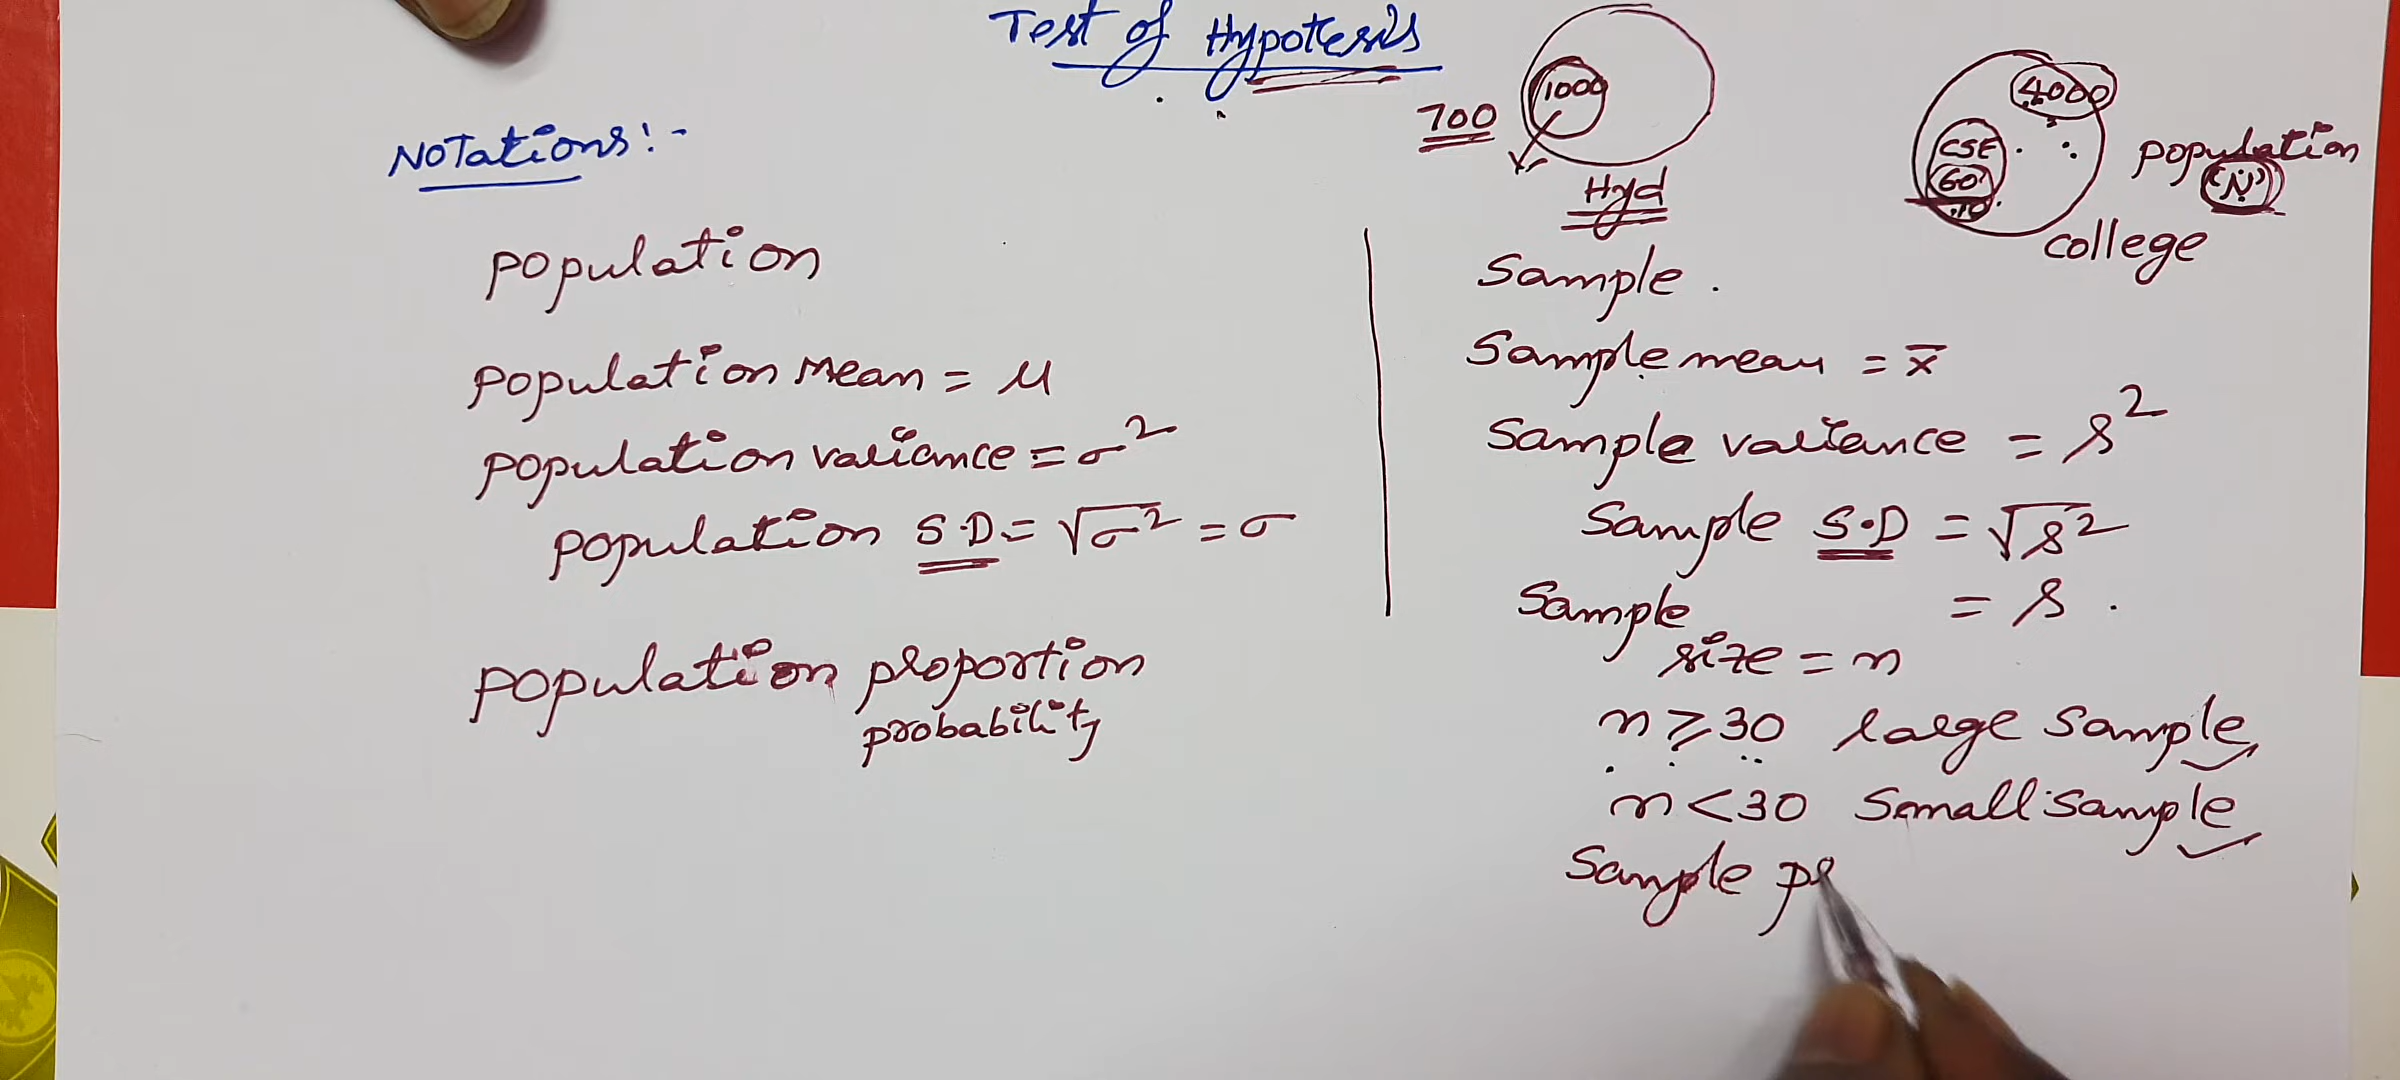 Test of Hypotesis
1000
700
Hyd
4000
CSE
60
population
(N)
college
Notations:-
population
population Mean = μ
population variance = σ²
population S.D = √σ² = σ
population proportion
probability
Sample.
Sample mean = x̄
Sample variance = s²
Sample S.D = √s²
= s.
Sample
size = n
n ≥ 30 large Sample
n < 30 Small Sample
Sample pr